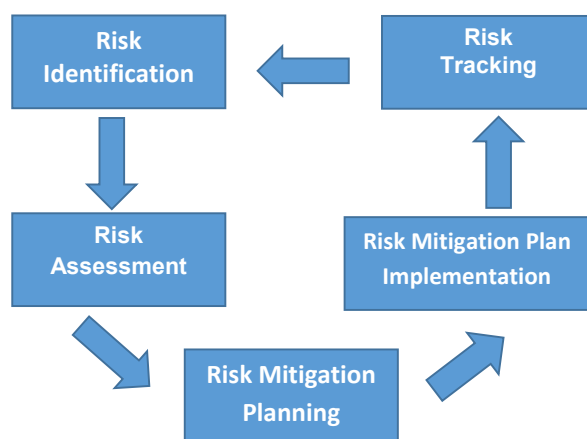 Risk
Identification
Risk
Tracking
Risk
Assessment
Risk Mitigation Plan
Implementation
Risk Mitigation
Planning